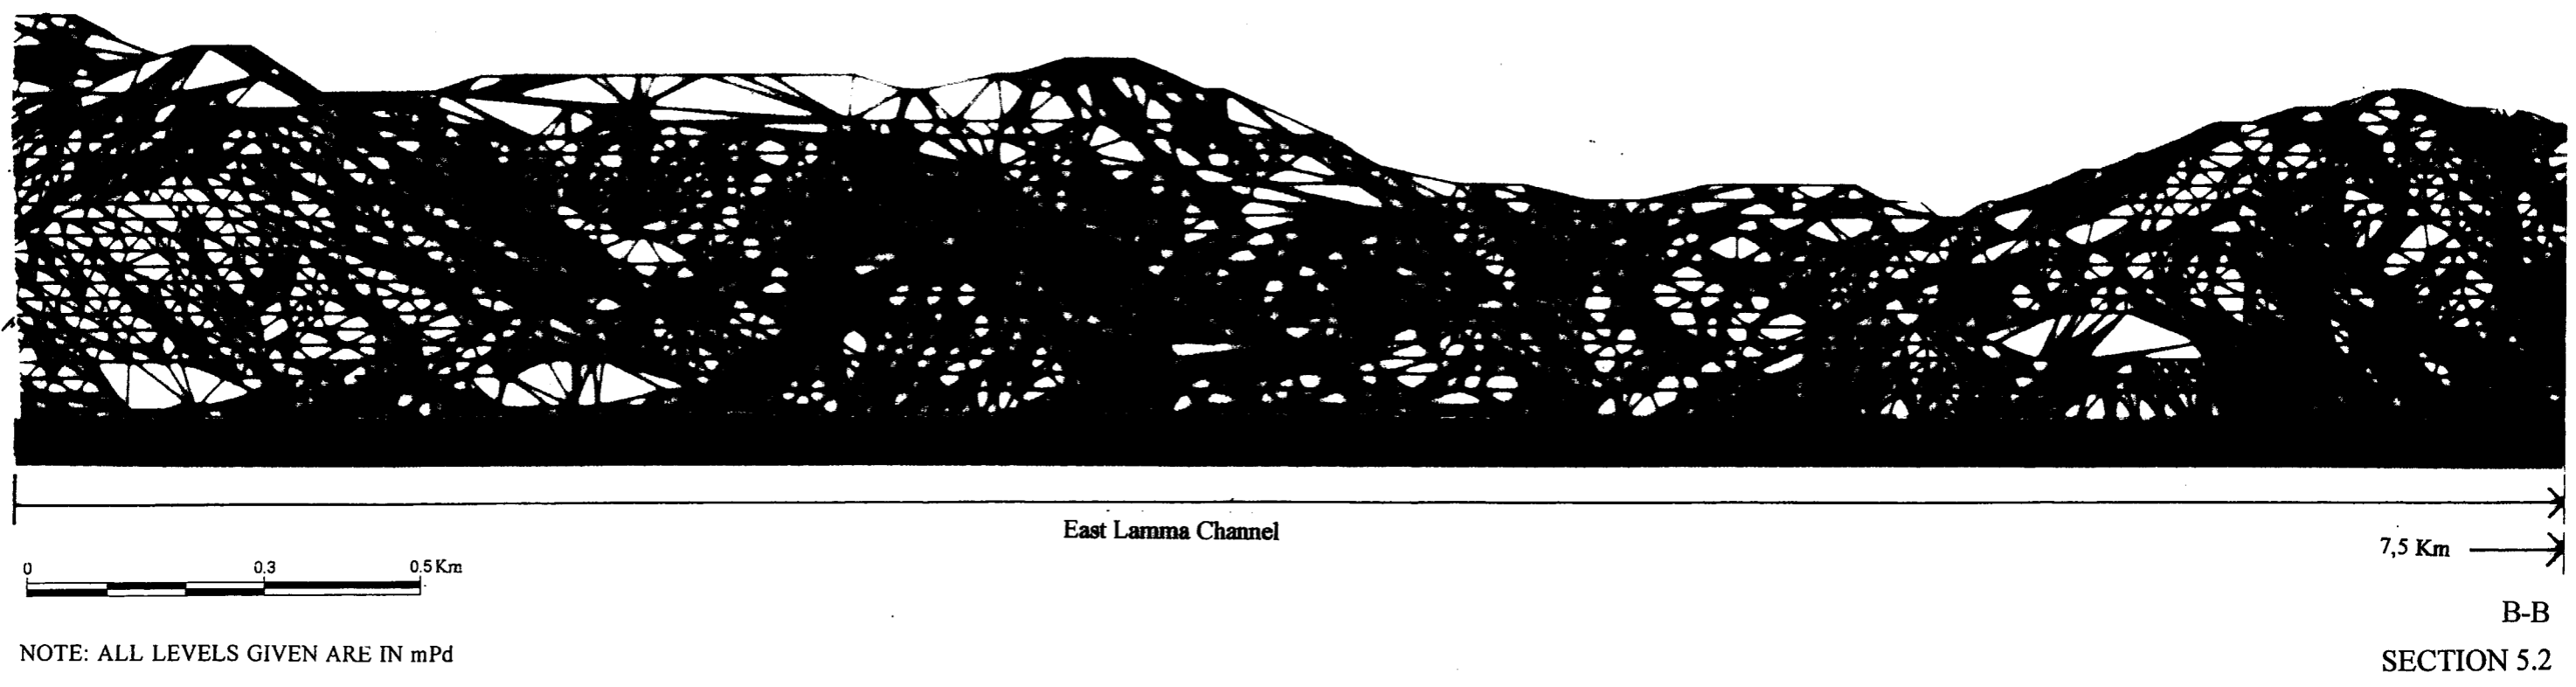 East Lamma Channel
7,5 Km
0 0.3 0.5 Km
B-B
NOTE: ALL LEVELS GIVEN ARE IN mPd
SECTION 5.2